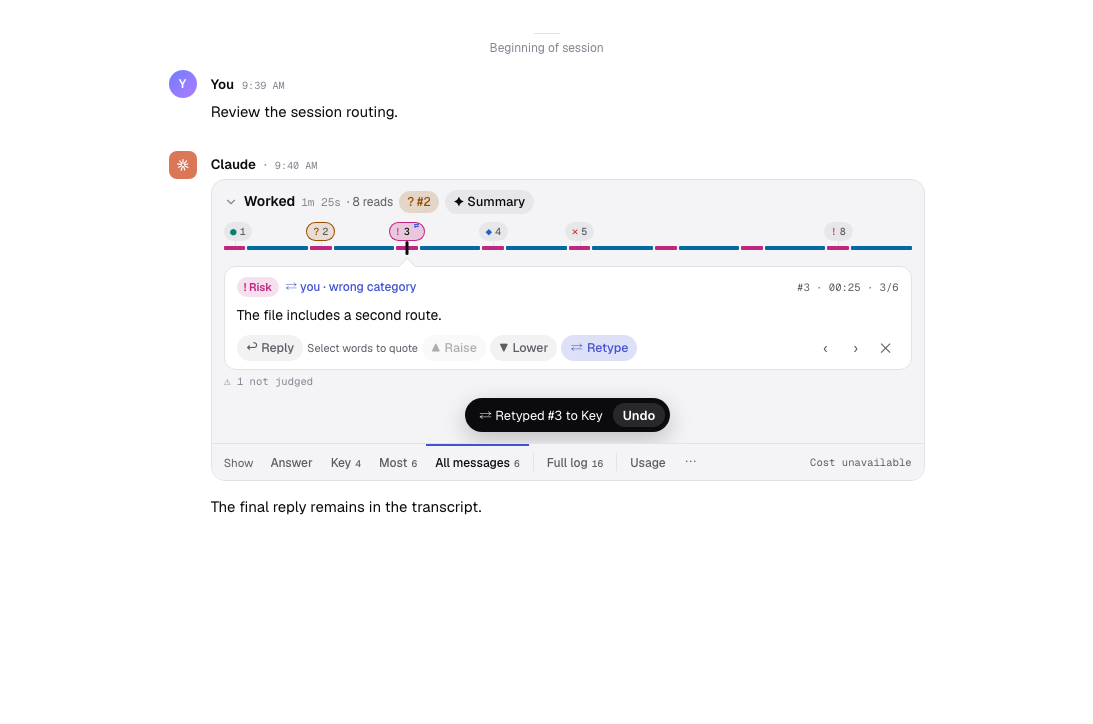 Beginning of session
Y You 9:39 AM
Review the session routing.
Claude · 9:40 AM
Worked 1m 25s · 8 reads ? #2 ✦ Summary
● 1 ? 2 ! 3 ⇄ ◆ 4 × 5 ! 8
! Risk ⇄ you · wrong category #3 · 00:25 · 3/6
The file includes a second route.
↩ Reply Select words to quote ▲ Raise ▼ Lower ⇄ Retype ‹ › ×
⚠ 1 not judged
⇄ Retyped #3 to Key Undo
Show Answer Key 4 Most 6 All messages 6 Full log 16 Usage ··· Cost unavailable
The final reply remains in the transcript.